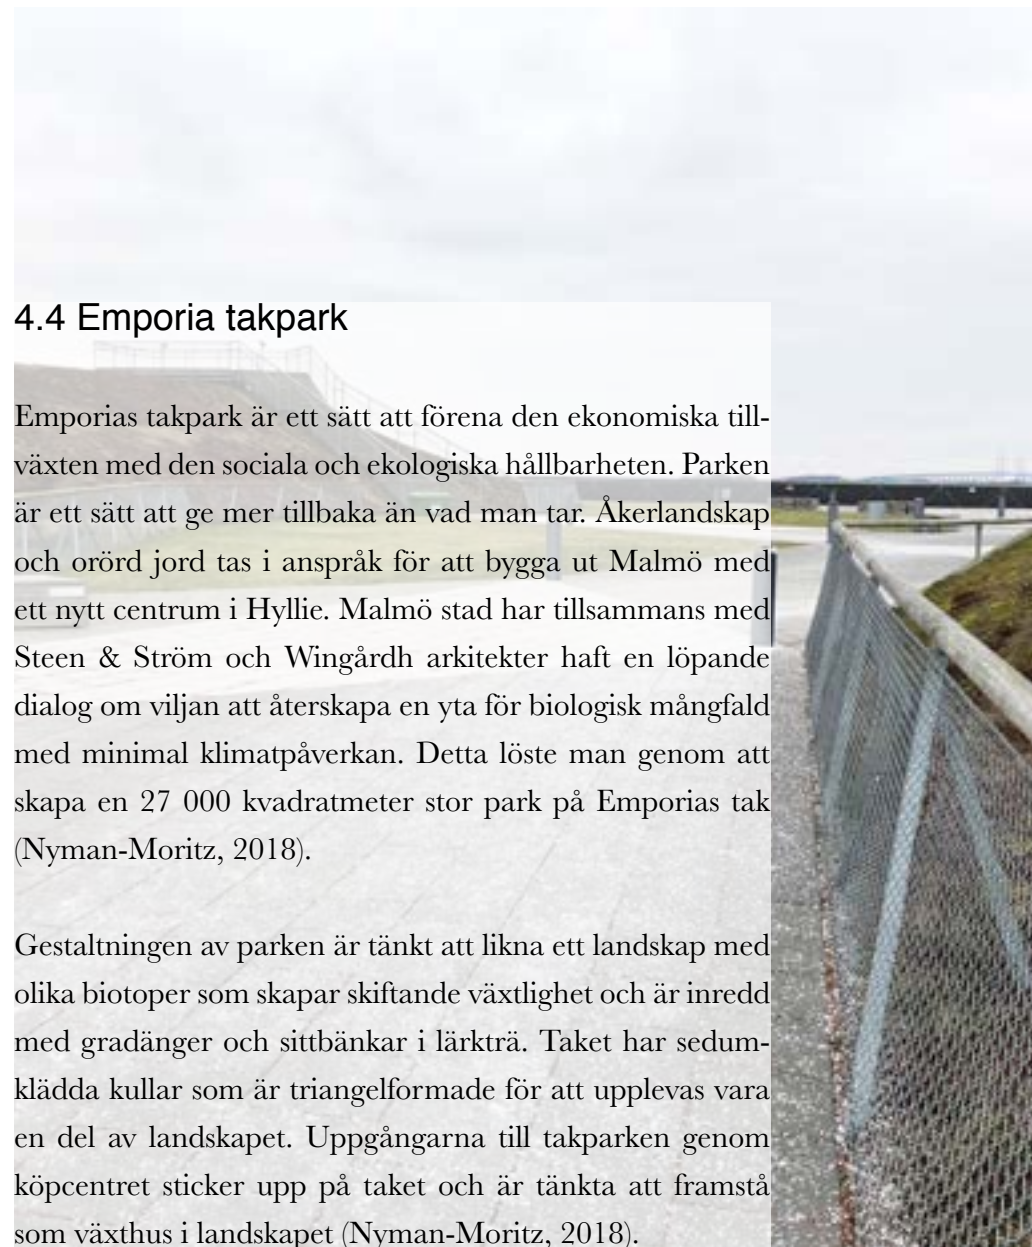 4.4 Emporia takpark
Emporias takpark är ett sätt att förena den ekonomiska till-
växten med den sociala och ekologiska hållbarheten. Parken
är ett sätt att ge mer tillbaka än vad man tar. Åkerlandskap
och orörd jord tas i anspråk för att bygga ut Malmö med
ett nytt centrum i Hyllie. Malmö stad har tillsammans med
Steen & Ström och Wingårdh arkitekter haft en löpande
dialog om viljan att återskapa en yta för biologisk mångfald
med minimal klimatpåverkan. Detta löste man genom att
skapa en 27 000 kvadratmeter stor park på Emporias tak
(Nyman-Moritz, 2018).
Gestaltningen av parken är tänkt att likna ett landskap med
olika biotoper som skapar skiftande växtlighet och är inredd
med gradänger och sittbänkar i lärkträ. Taket har sedum-
klädda kullar som är triangelformade för att upplevas vara
en del av landskapet. Uppgångarna till takparken genom
köpcentret sticker upp på taket och är tänkta att framstå
som växthus i landskapet (Nyman-Moritz, 2018).